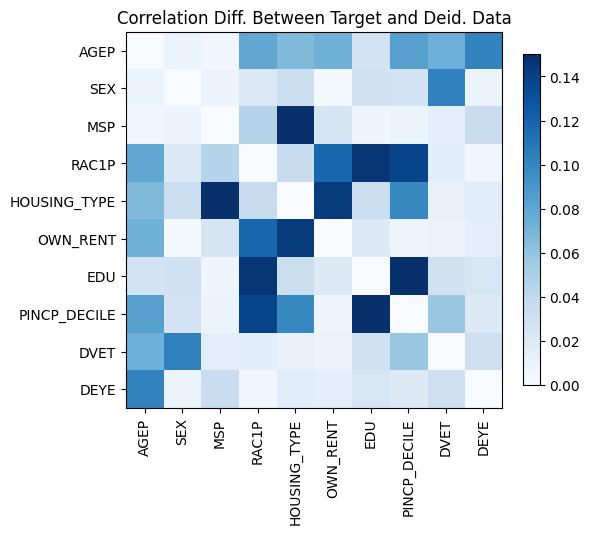 Correlation Diff. Between Target and Deid. Data
AGEP
SEX
MSP
RAC1P
HOUSING_TYPE
OWN_RENT
EDU
PINCP_DECILE
DVET
DEYE
AGEP
SEX
MSP
RAC1P
HOUSING_TYPE
OWN_RENT
EDU
PINCP_DECILE
DVET
DEYE
0.14
0.12
0.10
0.08
0.06
0.04
0.02
0.00